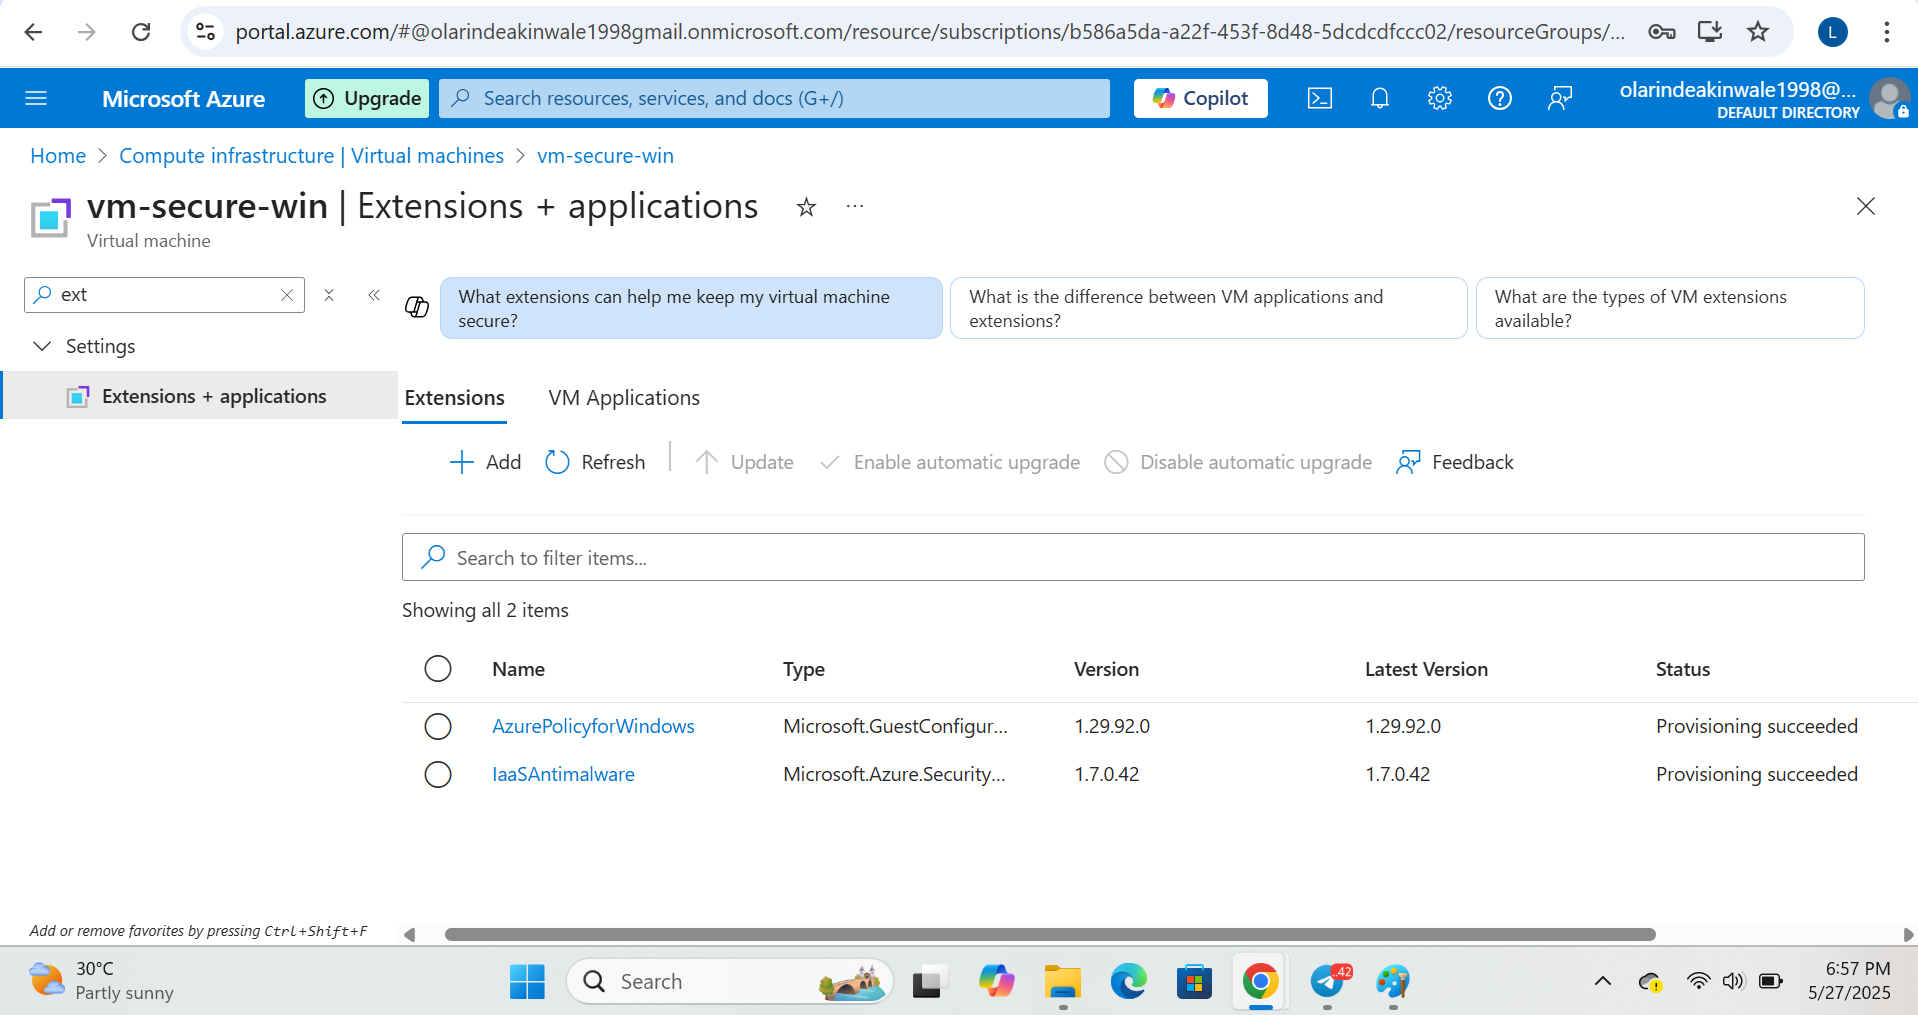 portal.azure.com/#@olarindeakinwale1998gmail.onmicrosoft.com/resource/subscriptions/b586a5da-a22f-453f-8d48-5dcdcdfccc02/resourceGroups/...
L
Microsoft Azure
Upgrade
Search resources, services, and docs (G+/)
Copilot
olarindeakinwale1998@...
DEFAULT DIRECTORY
Home > Compute infrastructure | Virtual machines > vm-secure-win
vm-secure-win | Extensions + applications
Virtual machine
ext
What extensions can help me keep my virtual machine
secure?
What is the difference between VM applications and
extensions?
What are the types of VM extensions
available?
Settings
Extensions + applications
Extensions
VM Applications
Add
Refresh
Update
Enable automatic upgrade
Disable automatic upgrade
Feedback
Search to filter items...
Showing all 2 items
Name Type Version Latest Version Status
AzurePolicyforWindows Microsoft.GuestConfigur... 1.29.92.0 1.29.92.0 Provisioning succeeded
IaaSAntimalware Microsoft.Azure.Security... 1.7.0.42 1.7.0.42 Provisioning succeeded
Add or remove favorites by pressing Ctrl+Shift+F
30°C
Partly sunny
Search
..42
6:57 PM
5/27/2025